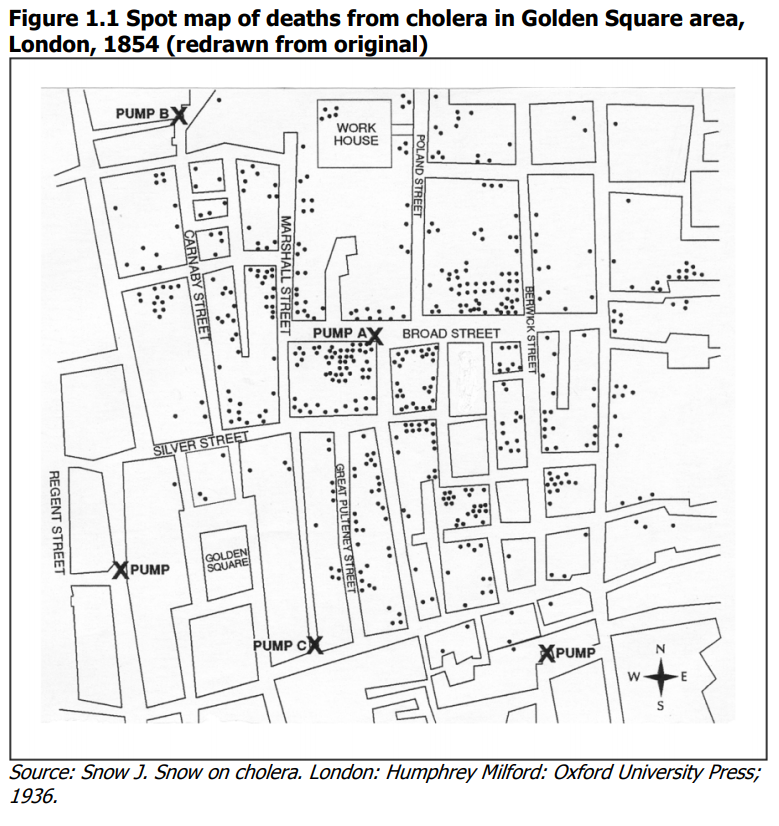 Figure 1.1 Spot map of deaths from cholera in Golden Square area,
London, 1854 (redrawn from original)
PUMP B
WORK
HOUSE
POLAND STREET
CARNABY STREET
MARSHALL STREET
BERWICK STREET
PUMP A
BROAD STREET
SILVER STREET
REGENT STREET
GREAT PULTENEY STREET
GOLDEN
SQUARE
PUMP
PUMP C
PUMP
N
W E
S
Source: Snow J. Snow on cholera. London: Humphrey Milford: Oxford University Press;
1936.